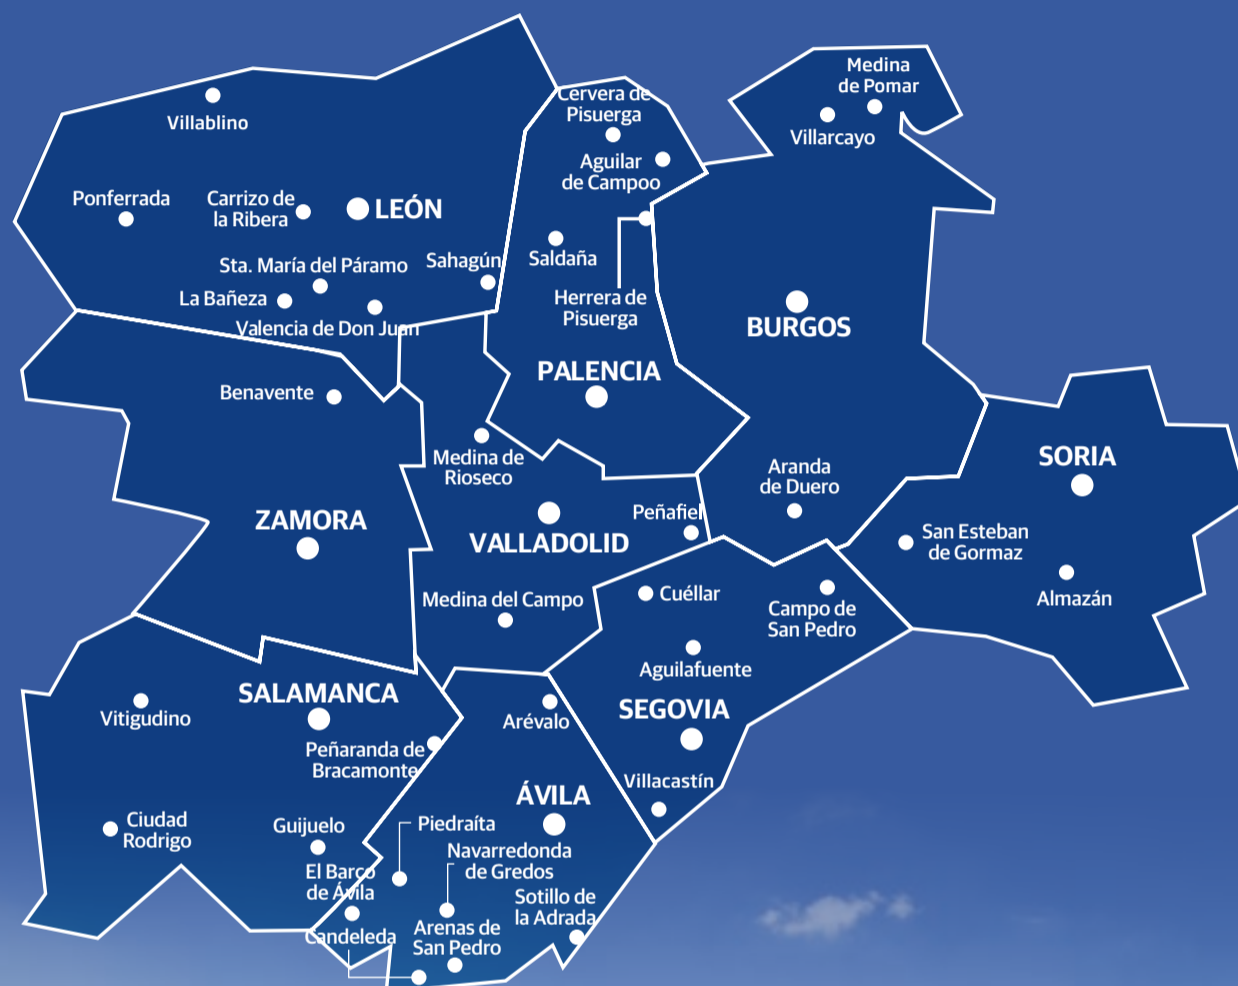 Medina
de Pomar
Cervera de
Pisuerga
Villablino
Villarcayo
Aguilar
de Campoo
Ponferrada
Carrizo de
la Ribera
LEÓN
Sahagún
Saldaña
Sta. María del Páramo
La Bañeza
Valencia de Don Juan
Herrera de
Pisuerga
BURGOS
PALENCIA
Benavente
Medina de
Rioseco
SORIA
Aranda
de Duero
ZAMORA
Peñafiel
VALLADOLID
San Esteban
de Gormaz
Medina del Campo
Cuéllar
Campo de
San Pedro
Almazán
Aguilafuente
SALAMANCA
Vitigudino
Arévalo
SEGOVIA
Peñaranda de
Bracamonte
Villacastín
ÁVILA
Ciudad
Rodrigo
Guijuelo
Piedraíta
Navarredonda
de Gredos
El Barco
de Ávila
Sotillo de
la Adrada
Candeleda
Arenas de
San Pedro